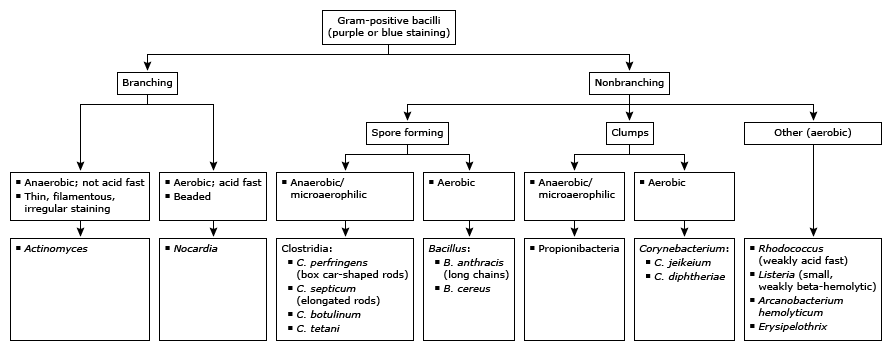 Gram-positive bacilli
(purple or blue staining)
Branching
Nonbranching
Spore forming
Clumps
Other (aerobic)
▪ Anaerobic; not acid fast
▪ Thin, filamentous,
irregular staining
▪ Aerobic; acid fast
▪ Beaded
▪ Anaerobic/
microaerophilic
▪ Aerobic
▪ Anaerobic/
microaerophilic
▪ Aerobic
▪ Actinomyces
▪ Nocardia
Clostridia:
▪ C. perfringens
(box car-shaped rods)
▪ C. septicum
(elongated rods)
▪ C. botulinum
▪ C. tetani
Bacillus:
▪ B. anthracis
(long chains)
▪ B. cereus
▪ Propionibacteria
Corynebacterium:
▪ C. jeikeium
▪ C. diphtheriae
▪ Rhodococcus
(weakly acid fast)
▪ Listeria (small,
weakly beta-hemolytic)
▪ Arcanobacterium
hemolyticum
▪ Erysipelothrix